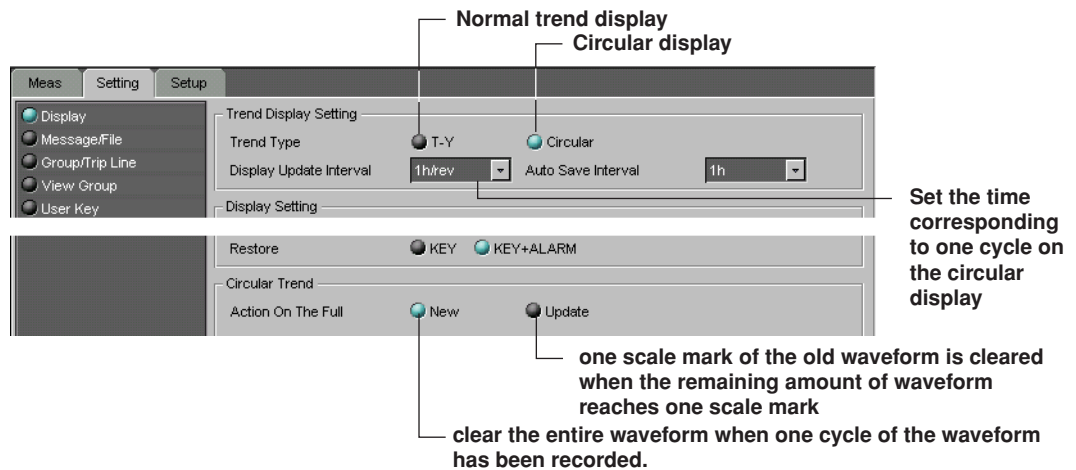 Normal trend display
Circular display
Meas Setting Setup
Display
Message/File
Group/Trip Line
View Group
User Key
Trend Display Setting
Trend Type T-Y Circular
Display Update Interval 1h/rev Auto Save Interval 1h
Display Setting
Restore KEY KEY+ALARM
Circular Trend
Action On The Full New Update
Set the time
corresponding
to one cycle on
the circular
display
one scale mark of the old waveform is cleared
when the remaining amount of waveform
reaches one scale mark
clear the entire waveform when one cycle of the waveform
has been recorded.